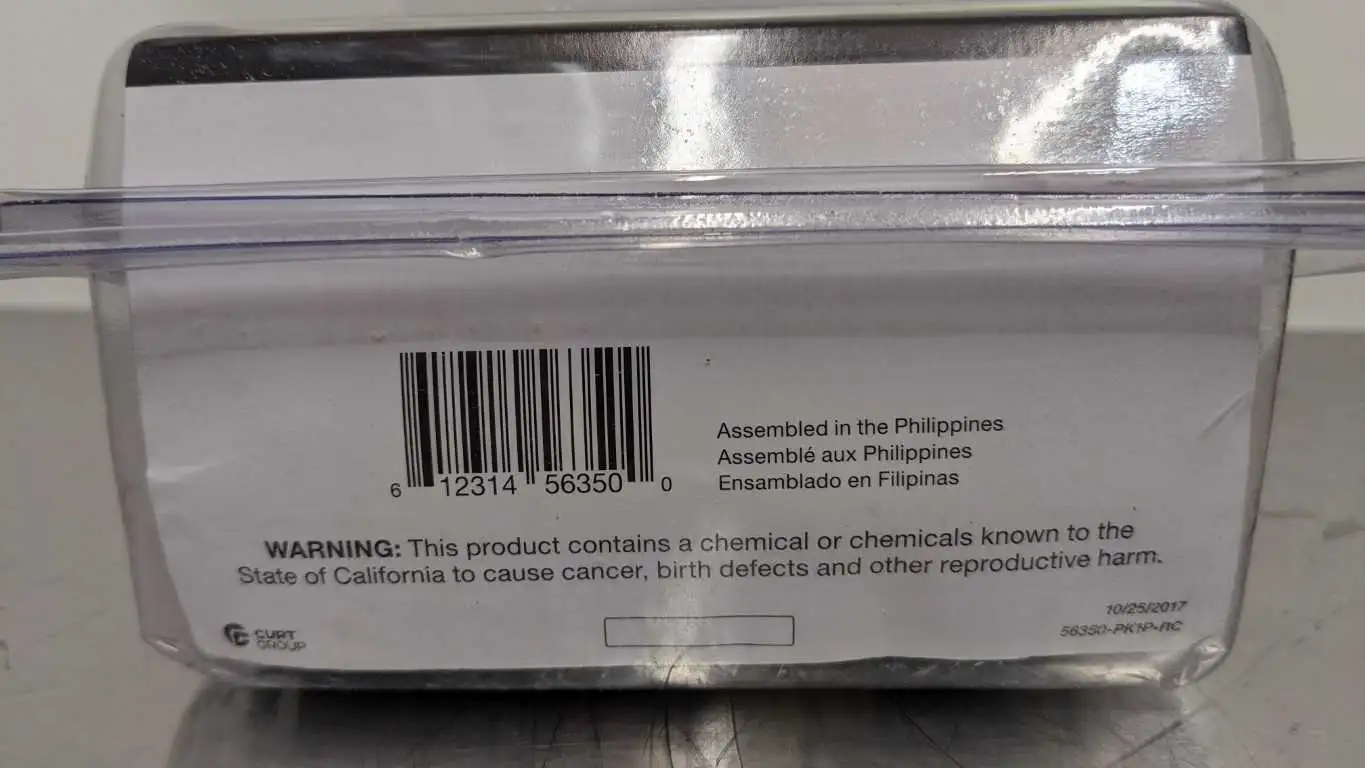 6 12314 56350 0
Assembled in the Philippines
Assemblé aux Philippines
Ensamblado en Filipinas
WARNING: This product contains a chemical or chemicals known to the
State of California to cause cancer, birth defects and other reproductive harm.
CURT
GROUP
10/25/2017
56350-PK1P-RC